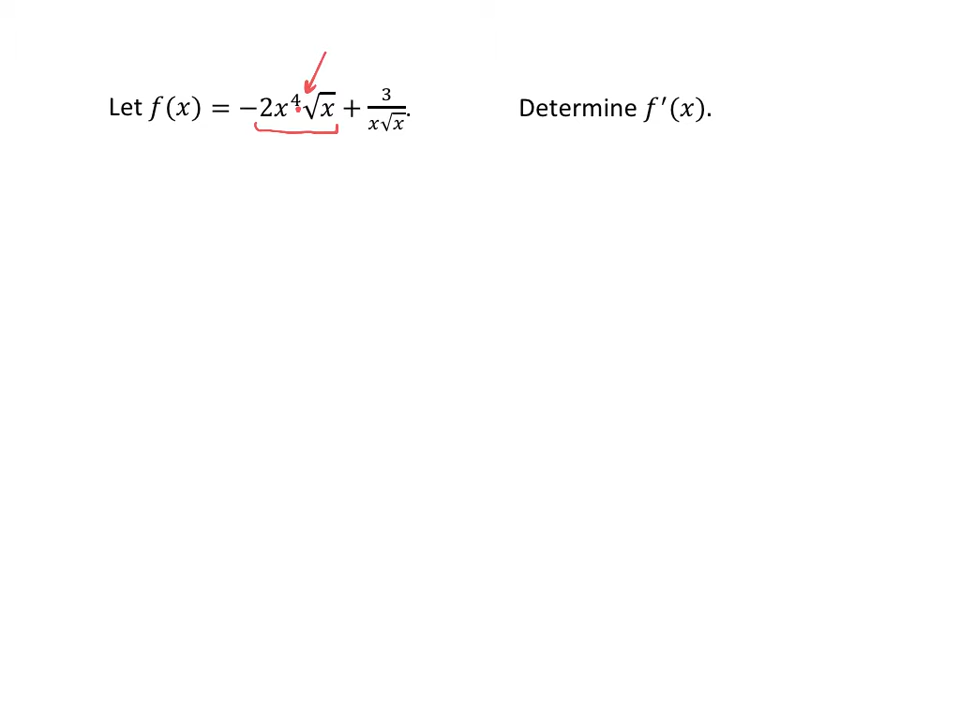 Let f(x) = −2x⁴√x + 3/(x√x). Determine f′(x).